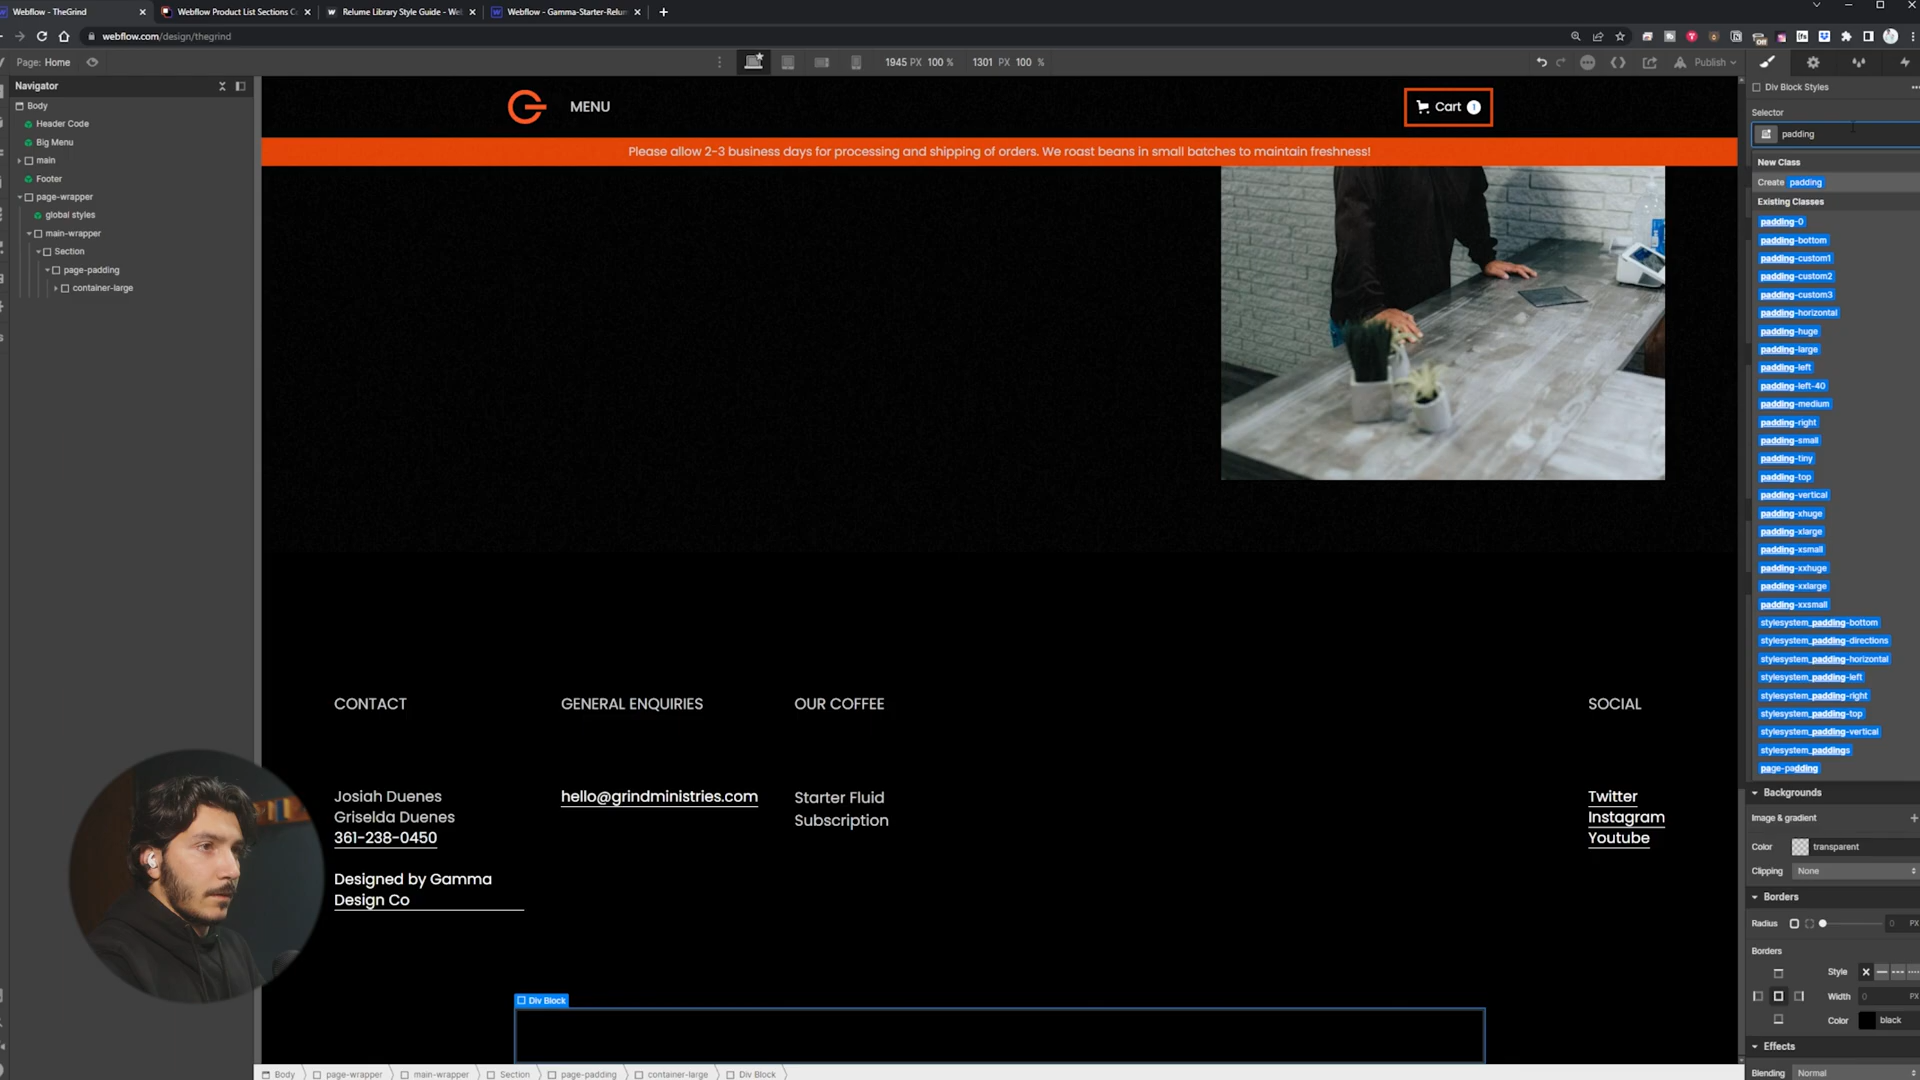 Webflow - TheGrind
Webflow Product List Sections C
Relume Library Style Guide - We
Webflow - Gamma-Starter-Relum
webflow.com/design/thegrind
Page: Home
1945 PX 100 %
1301 PX 100 %
Publish
Navigator
Body
Header Code
Big Menu
main
Footer
page-wrapper
global styles
main-wrapper
Section
page-padding
container-large
MENU
Cart 1
Please allow 2-3 business days for processing and shipping of orders. We roast beans in small batches to maintain freshness!
CONTACT
GENERAL ENQUIRIES
OUR COFFEE
SOCIAL
Josiah Duenes
Griselda Duenes
361-238-0450
Designed by Gamma
Design Co
hello@grindministries.com
Starter Fluid
Subscription
Twitter
Instagram
Youtube
Div Block
Body
page-wrapper
main-wrapper
Section
page-padding
container-large
Div Block
Div Block Styles
Selector
padding
New Class
Create padding
Existing Classes
padding-0
padding-bottom
padding-custom1
padding-custom2
padding-custom3
padding-horizontal
padding-huge
padding-large
padding-left
padding-left-40
padding-medium
padding-right
padding-small
padding-tiny
padding-top
padding-vertical
padding-xhuge
padding-xlarge
padding-xsmall
padding-xxhuge
padding-xxlarge
padding-xxsmall
stylesystem_padding-bottom
stylesystem_padding-directions
stylesystem_padding-horizontal
stylesystem_padding-left
stylesystem_padding-right
stylesystem_padding-top
stylesystem_padding-vertical
stylesystem_paddings
page-padding
Backgrounds
Image & gradient
Color transparent
Clipping None
Borders
Radius 0 PX
Borders
Style
Width 0 PX
Color black
Effects
Blending Normal